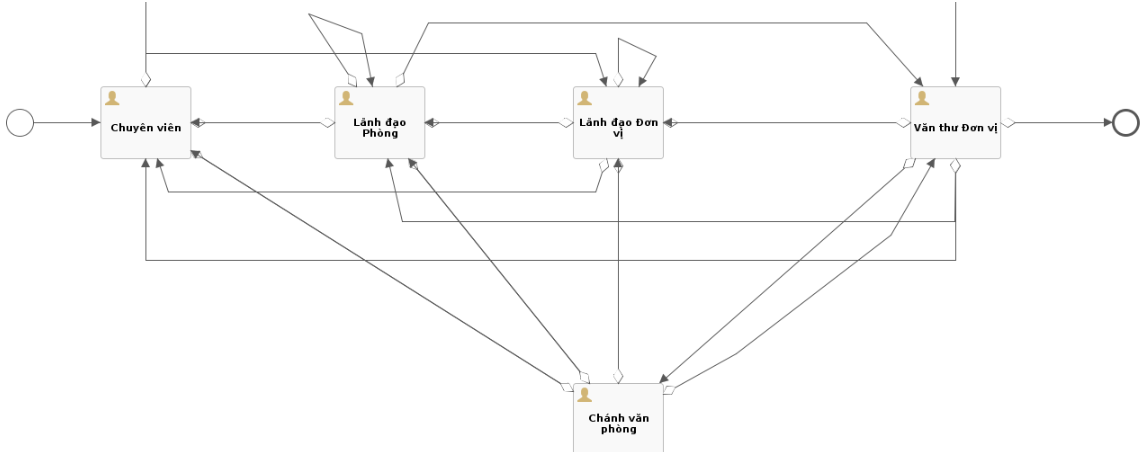 Chuyên viên
Lãnh đạo
Phòng
Lãnh đạo Đơn
vị
Văn thư Đơn vị
Chánh văn
phòng